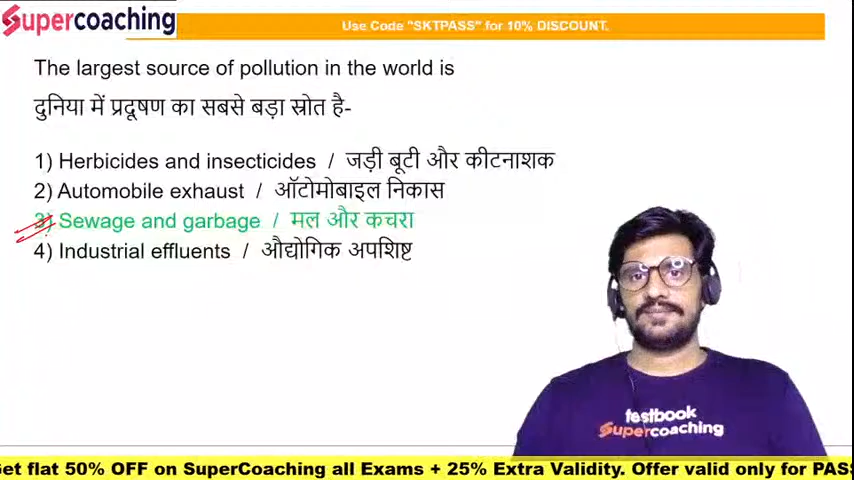 Supercoaching
Use Code "SKTPASS" for 10% DISCOUNT.
The largest source of pollution in the world is
दुनिया में प्रदूषण का सबसे बड़ा स्रोत है-
1) Herbicides and insecticides / जड़ी बूटी और कीटनाशक
2) Automobile exhaust / ऑटोमोबाइल निकास
3) Sewage and garbage / मल और कचरा
4) Industrial effluents / औद्योगिक अपशिष्ट
testbook
Supercoaching
Get flat 50% OFF on SuperCoaching all Exams + 25% Extra Validity. Offer valid only for PASS